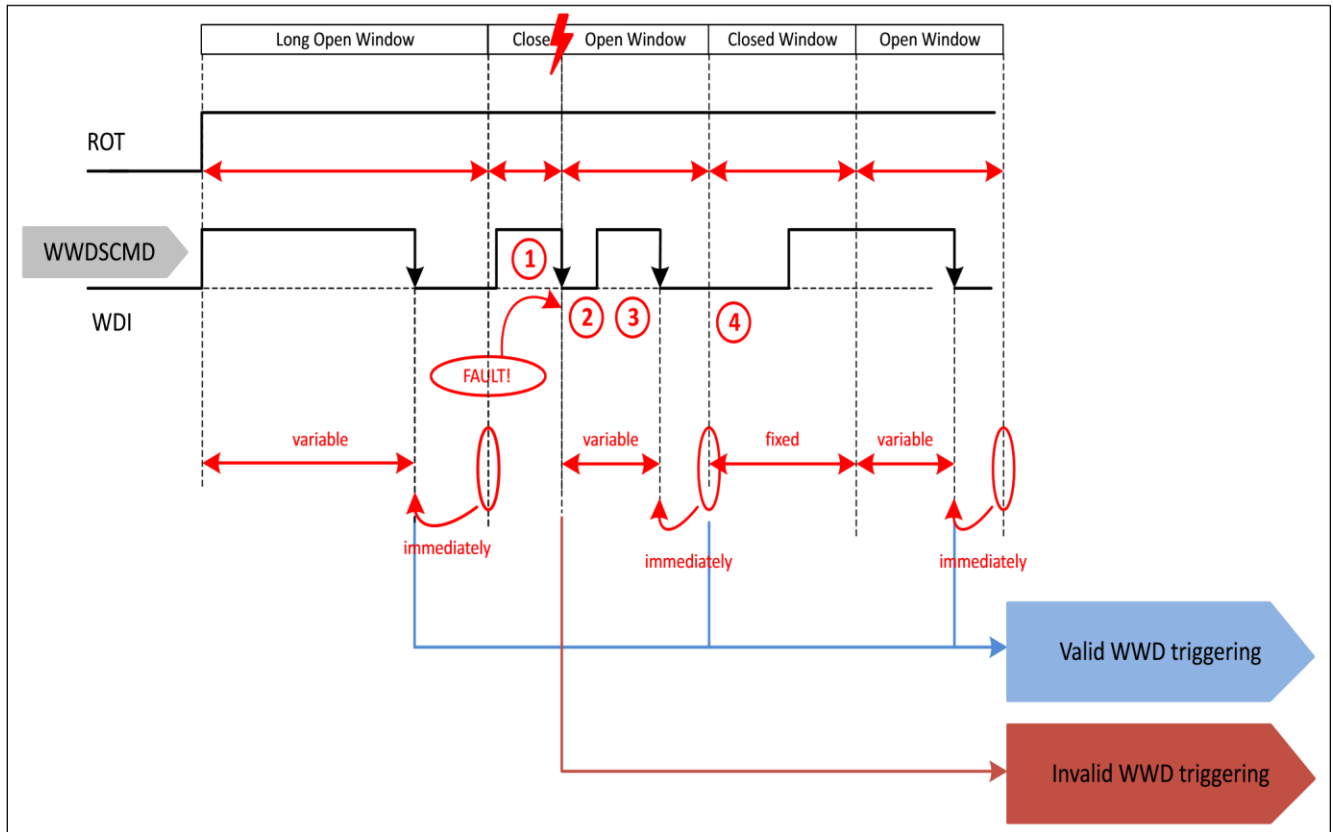 Long Open Window
Close
Open Window
Closed Window
Open Window
ROT
WWDSCMD
WDI
1
2
3
4
FAULT!
variable
variable
fixed
variable
immediately
immediately
immediately
Valid WWD triggering
Invalid WWD triggering